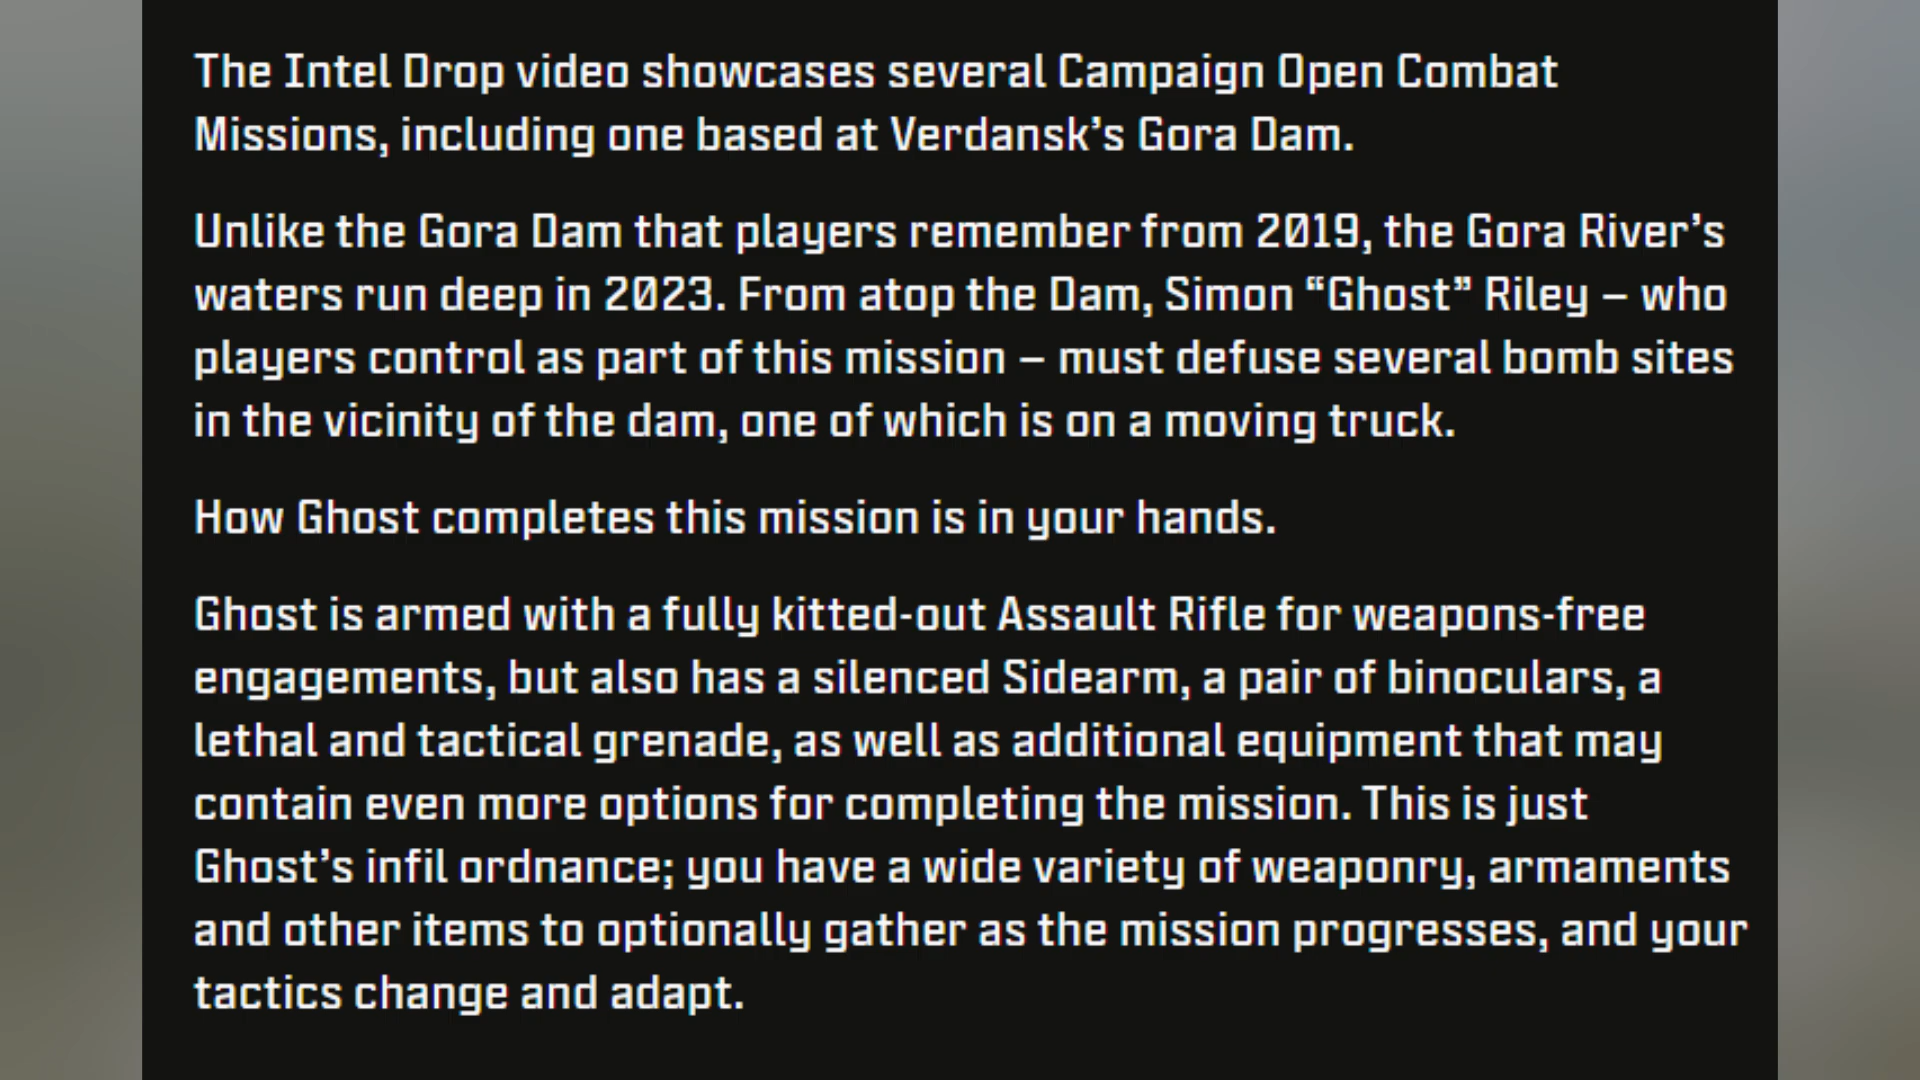 The Intel Drop video showcases several Campaign Open Combat
Missions, including one based at Verdansk’s Gora Dam.
Unlike the Gora Dam that players remember from 2019, the Gora River’s
waters run deep in 2023. From atop the Dam, Simon “Ghost” Riley – who
players control as part of this mission – must defuse several bomb sites
in the vicinity of the dam, one of which is on a moving truck.
How Ghost completes this mission is in your hands.
Ghost is armed with a fully kitted-out Assault Rifle for weapons-free
engagements, but also has a silenced Sidearm, a pair of binoculars, a
lethal and tactical grenade, as well as additional equipment that may
contain even more options for completing the mission. This is just
Ghost’s infil ordnance; you have a wide variety of weaponry, armaments
and other items to optionally gather as the mission progresses, and your
tactics change and adapt.